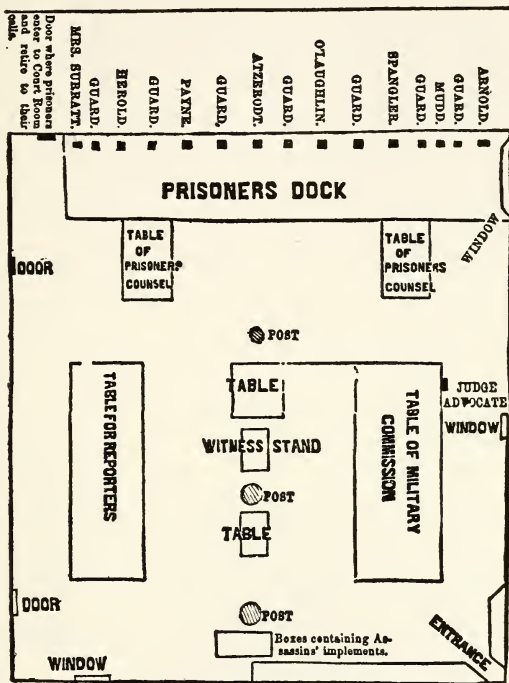 Door where prisoners
enter to Court Room
and retire to their
cells.
MRS. SURRATT.
GUARD.
HEROLD.
GUARD.
PAYNE.
GUARD,
ATZERODT.
GUARD.
O'LAUGHLIN.
GUARD.
SPANGLER.
GUARD.
MUDD.
GUARD.
ARNOLD.
PRISONERS DOCK
WINDOW
TABLE
OF
PRISONERS
COUNSEL
TABLE
OF
PRISONERS
COUNSEL
DOOR
POST
TABLE FOR REPORTERS
TABLE
TABLE OF MILITARY
COMMISSION
JUDGE
ADVOCATE
WINDOW
WITNESS STAND
POST
TABLE
DOOR
POST
Boxes containing As-
sassins' implements.
ENTRANCE
WINDOW